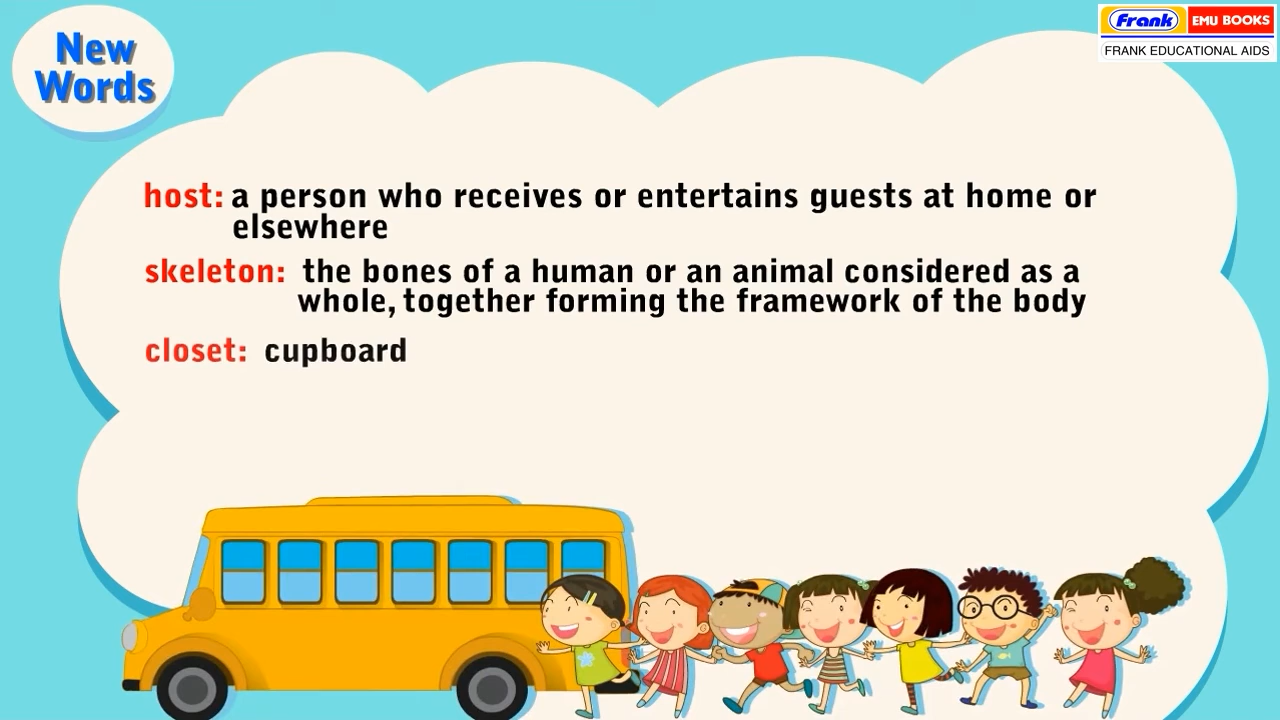 New
Words
Frank EMU BOOKS
FRANK EDUCATIONAL AIDS
host: a person who receives or entertains guests at home or
elsewhere
skeleton: the bones of a human or an animal considered as a
whole, together forming the framework of the body
closet: cupboard